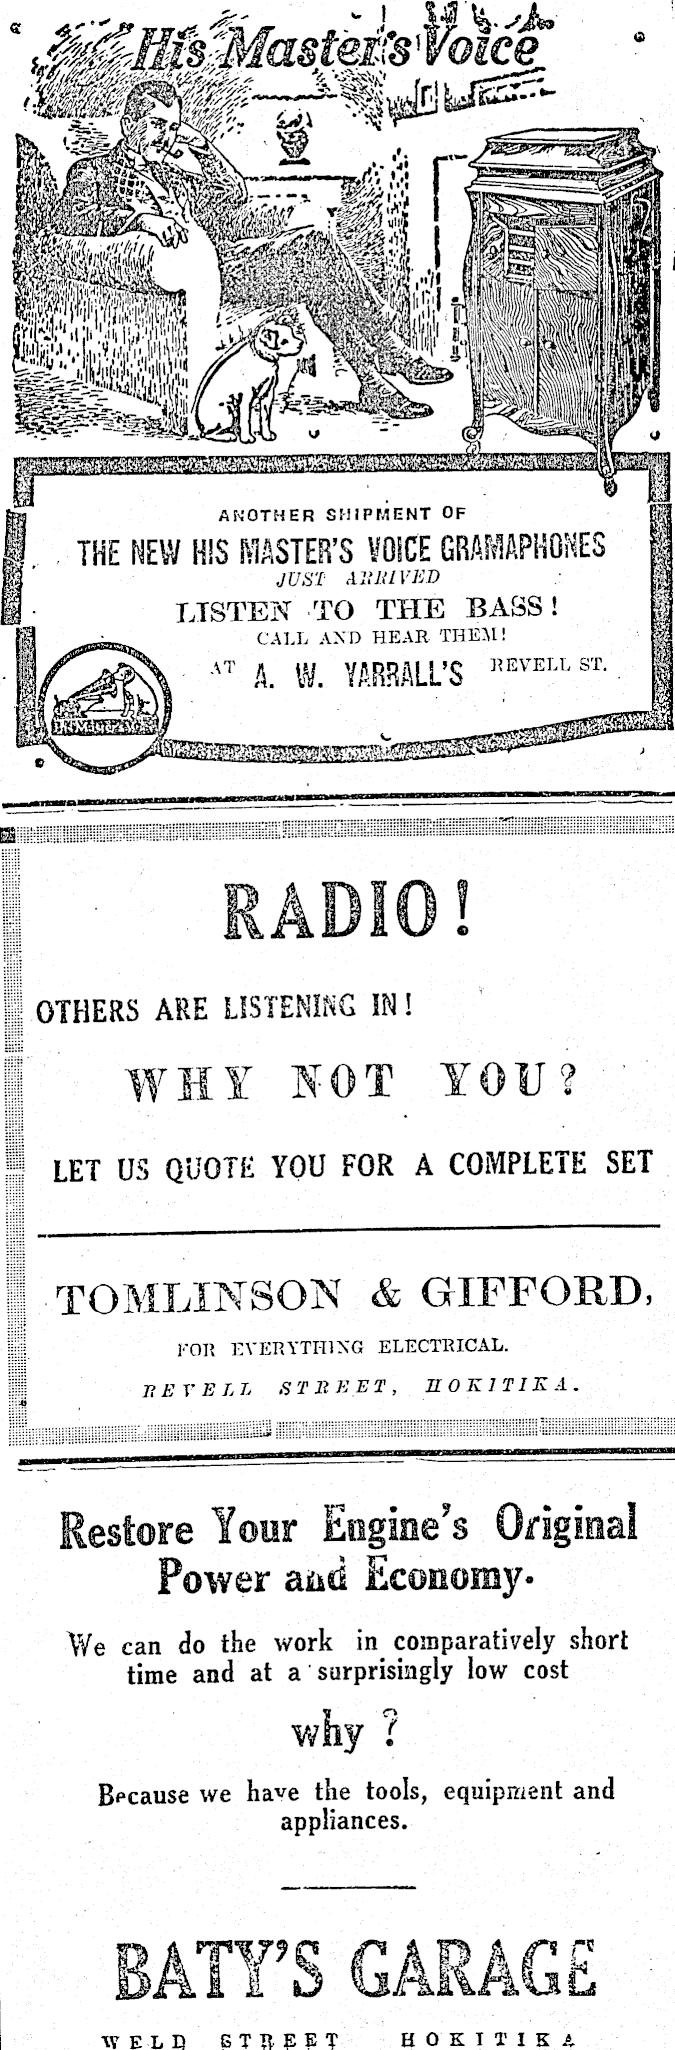 His Master's Voice
ANOTHER SHIPMENT OF
THE NEW HIS MASTER'S VOICE GRAMAPHONES
JUST ARRIVED
LISTEN TO THE BASS!
CALL AND HEAR THEM!
AT A. W. YARRALL'S REVELL ST.
RADIO!
OTHERS ARE LISTENING IN!
WHY NOT YOU?
LET US QUOTE YOU FOR A COMPLETE SET
TOMLINSON & GIFFORD,
FOR EVERYTHING ELECTRICAL.
REVELL STREET, HOKITIKA.
Restore Your Engine's Original
Power and Economy.
We can do the work in comparatively short
time and at a surprisingly low cost
why ?
Because we have the tools, equipment and
appliances.
BATY'S GARAGE
WELD STREET HOKITIKA